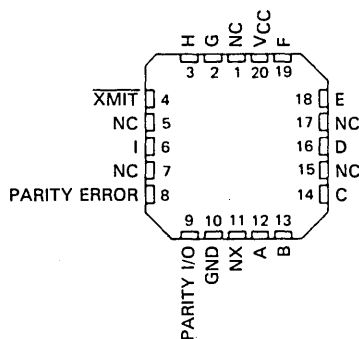 H G NC VCC F
3 2 1 20 19
XMIT 4
NC 5
I 6
NC 7
PARITY ERROR 8
18 E
17 NC
16 D
15 NC
14 C
9 10 11 12 13
PARITY I/O GND NX A B